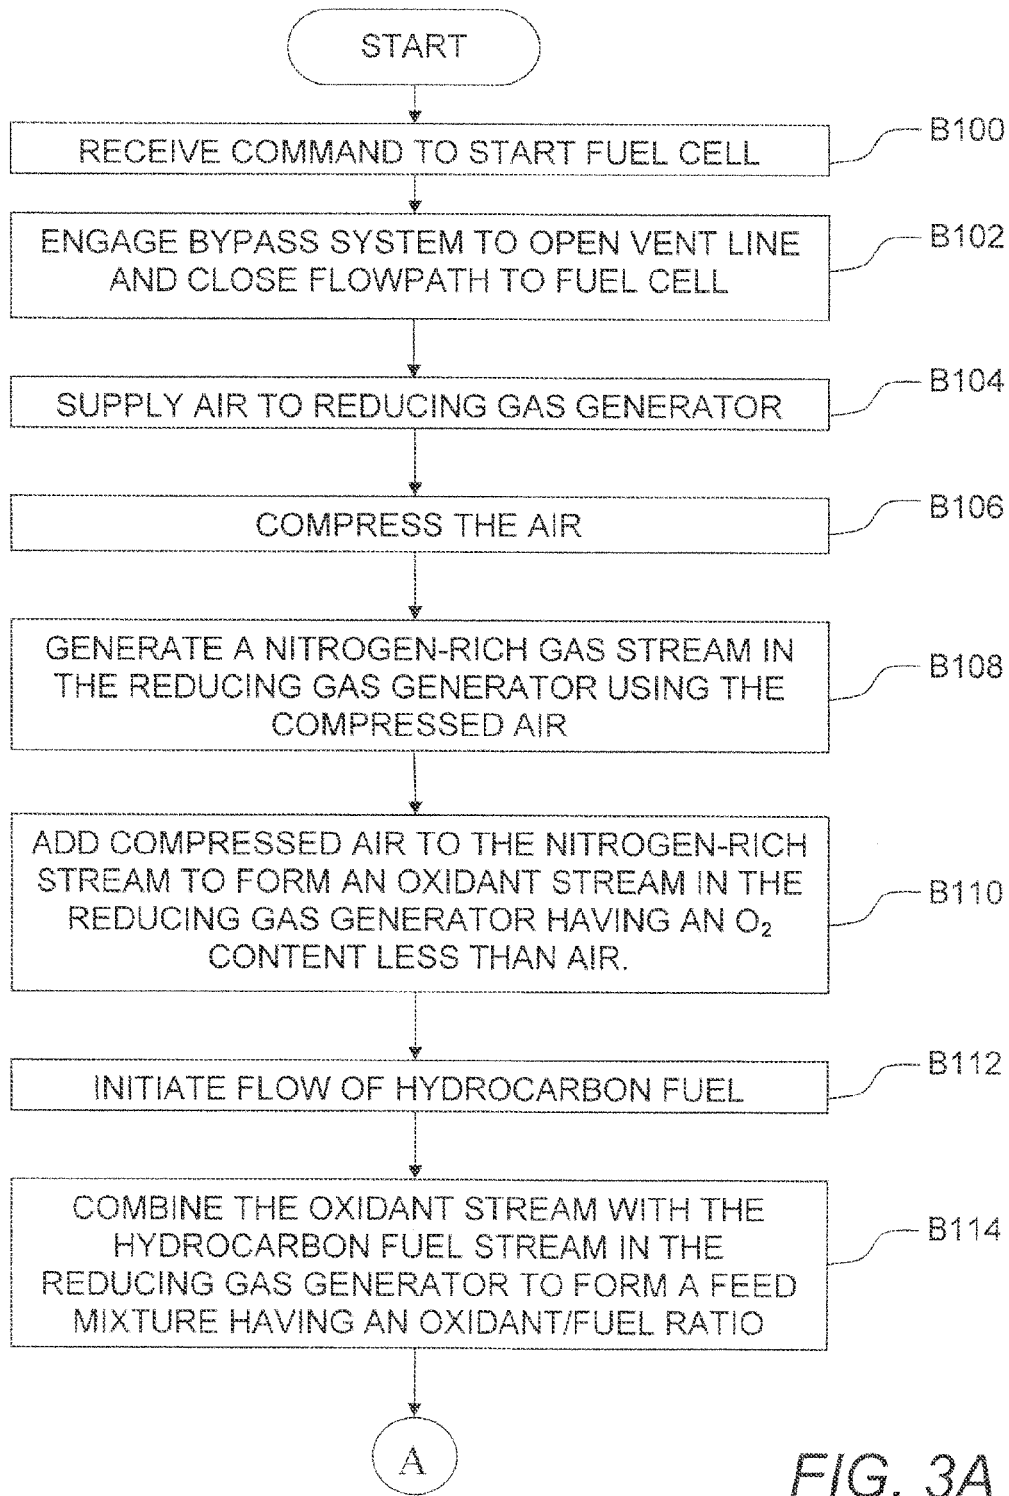 START
RECEIVE COMMAND TO START FUEL CELL
B100
ENGAGE BYPASS SYSTEM TO OPEN VENT LINE
AND CLOSE FLOWPATH TO FUEL CELL
B102
SUPPLY AIR TO REDUCING GAS GENERATOR
B104
COMPRESS THE AIR
B106
GENERATE A NITROGEN-RICH GAS STREAM IN
THE REDUCING GAS GENERATOR USING THE
COMPRESSED AIR
B108
ADD COMPRESSED AIR TO THE NITROGEN-RICH
STREAM TO FORM AN OXIDANT STREAM IN THE
REDUCING GAS GENERATOR HAVING AN O₂
CONTENT LESS THAN AIR.
B110
INITIATE FLOW OF HYDROCARBON FUEL
B112
COMBINE THE OXIDANT STREAM WITH THE
HYDROCARBON FUEL STREAM IN THE
REDUCING GAS GENERATOR TO FORM A FEED
MIXTURE HAVING AN OXIDANT/FUEL RATIO
B114
A
FIG. 3A